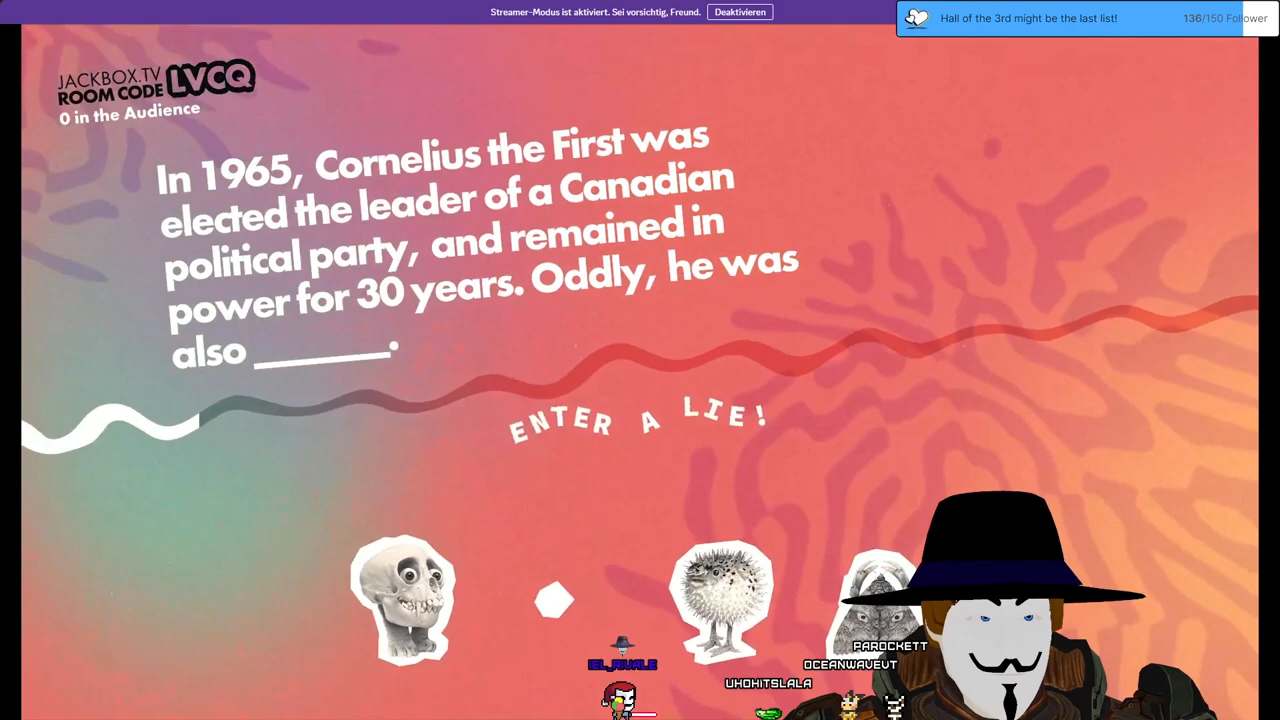 Streamer-Modus ist aktiviert. Sei vorsichtig, Freund. Deaktivieren
Hall of the 3rd might be the last list! 136/150 Follower
JACKBOX.TV
ROOM CODE LVCQ
0 in the Audience
In 1965, Cornelius the First was
elected the leader of a Canadian
political party, and remained in
power for 30 years. Oddly, he was
also ________.
ENTER A LIE!
PAROCKETT
IEL_RIVALE
OCEANWAVEVT
UHOHITSLALA